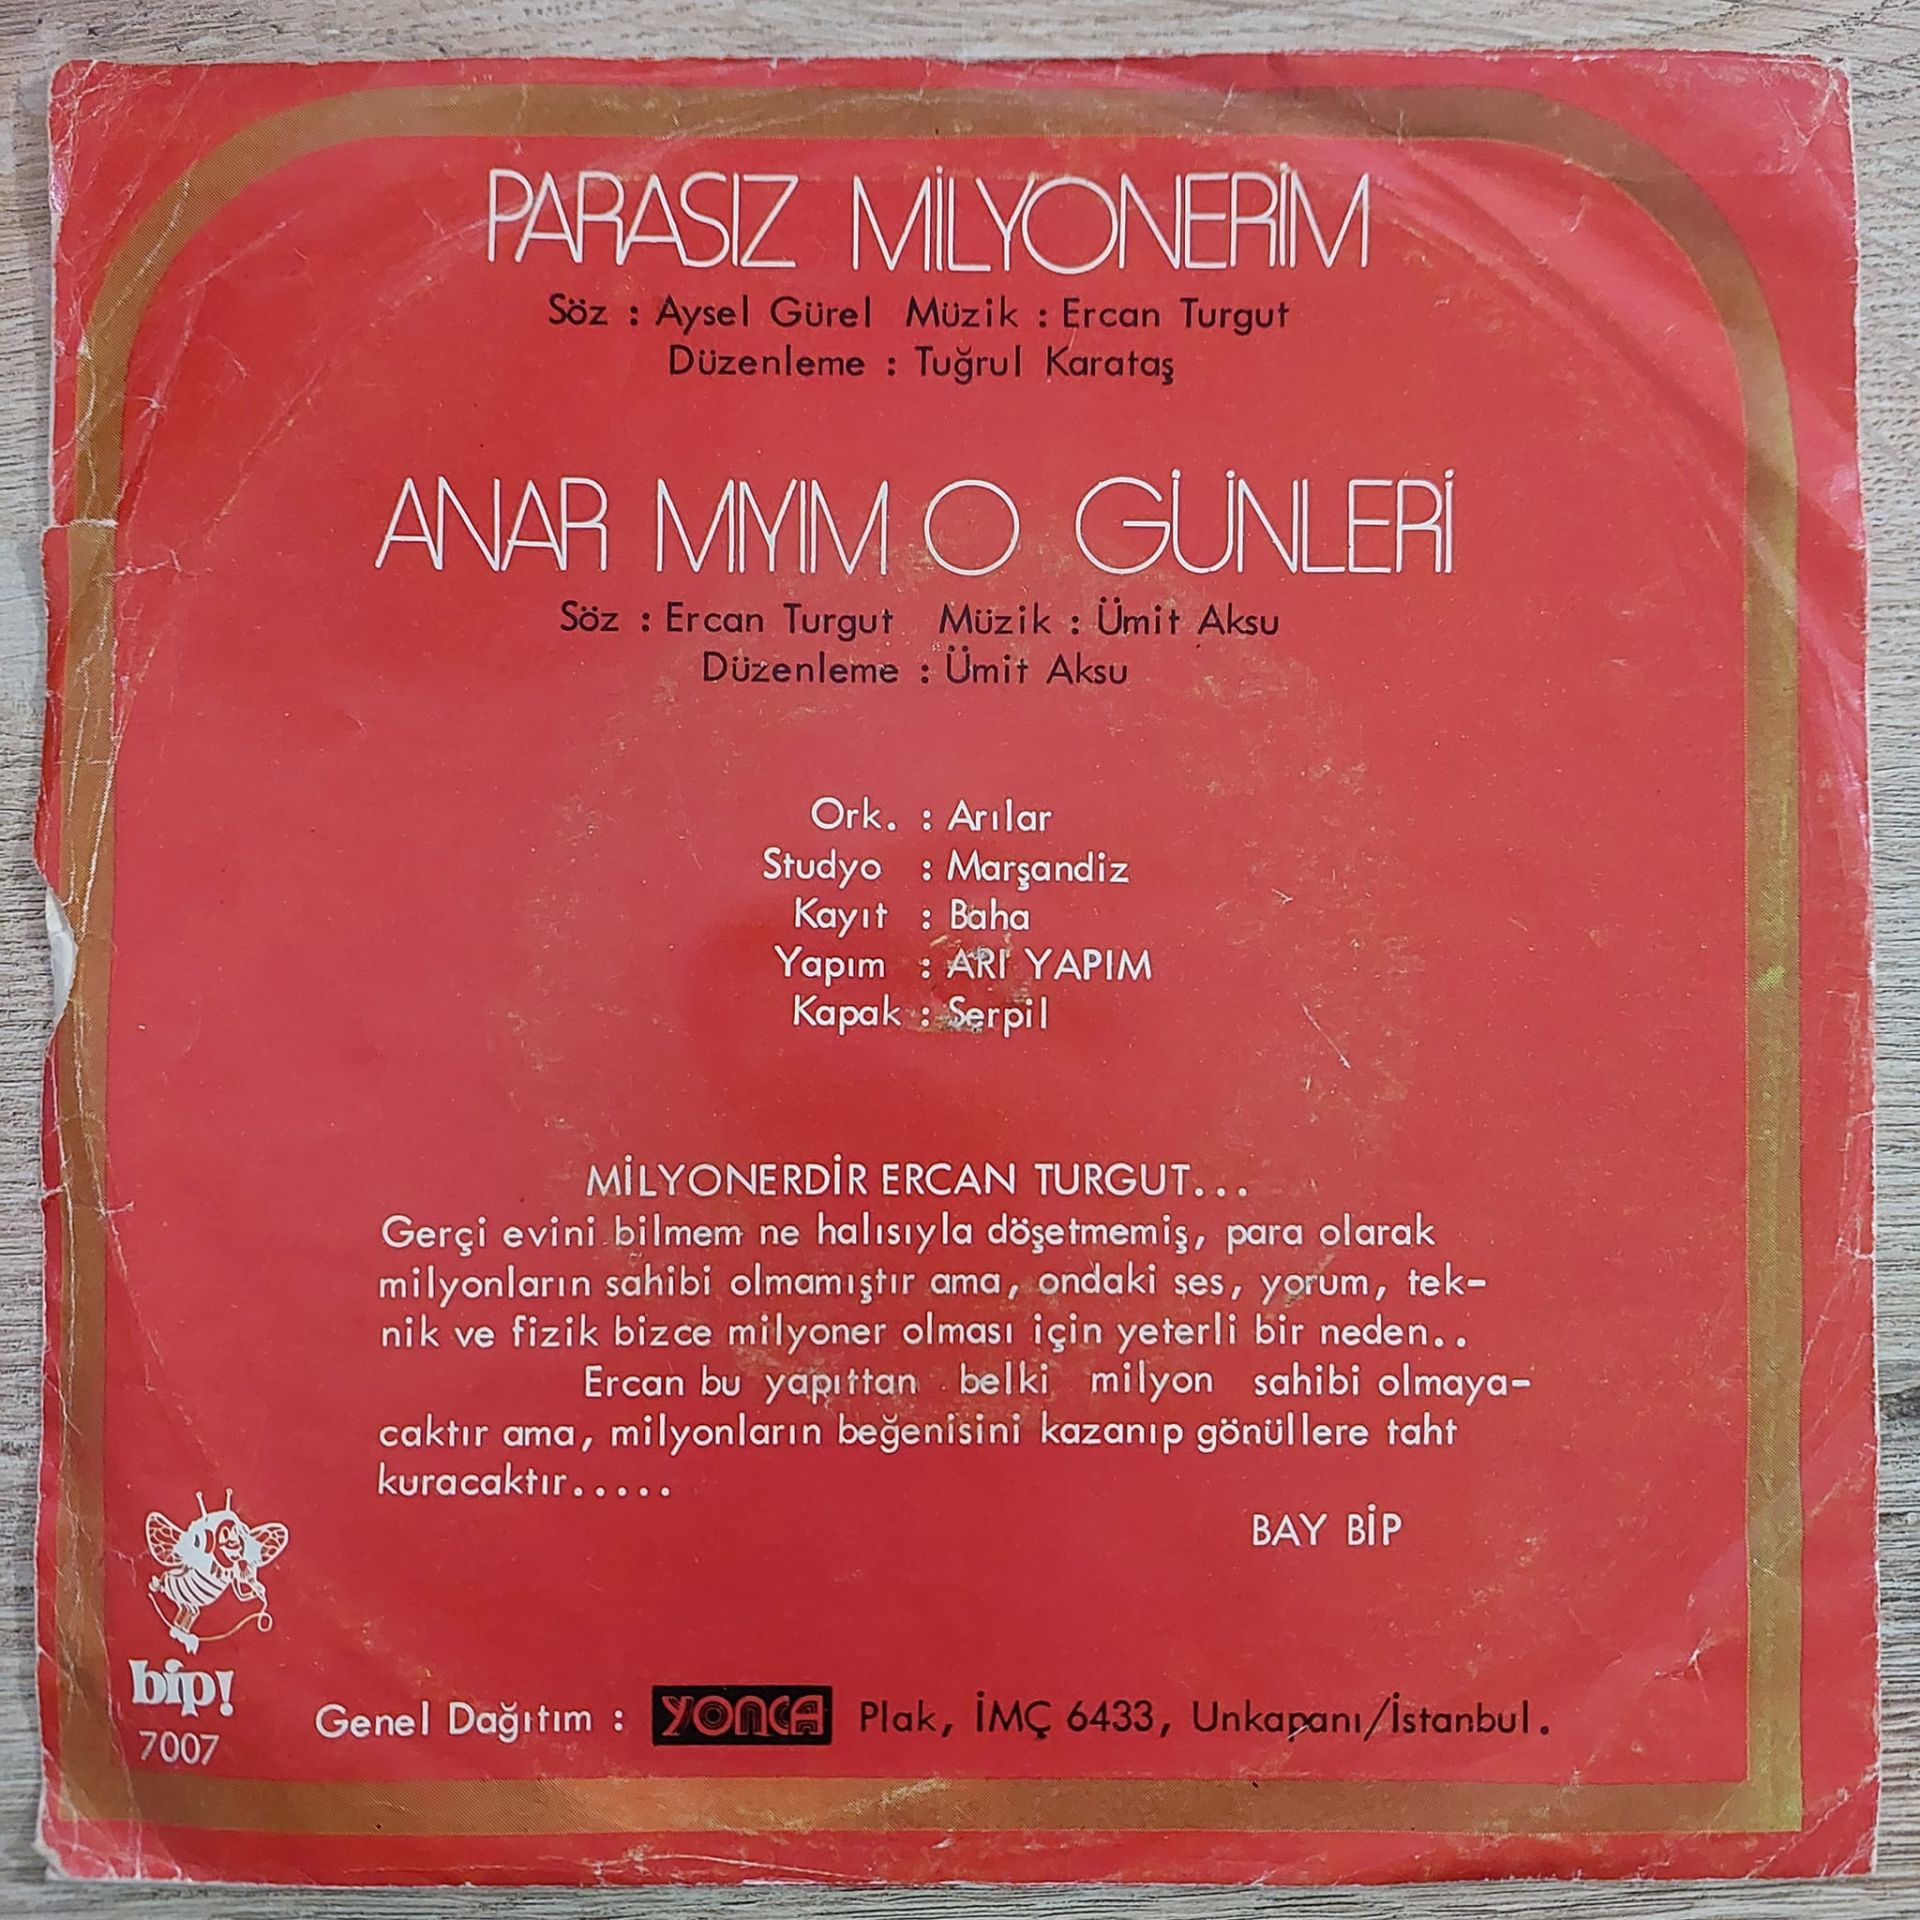 PARASIZ MİLYONERİM
Söz : Aysel Gürel Müzik : Ercan Turgut
Düzenleme : Tuğrul Karataş
ANAR MIYIM O GÜNLERİ
Söz : Ercan Turgut Müzik : Ümit Aksu
Düzenleme : Ümit Aksu
Ork. : Arılar
Studyo : Marşandiz
Kayıt : Baha
Yapım : ARI YAPIM
Kapak : Serpil
MİLYONERDİR ERCAN TURGUT...
Gerçi evini bilmem ne halısıyla döşetmemiş, para olarak
milyonların sahibi olmamıştır ama, ondaki ses, yorum, tek-
nik ve fizik bizce milyoner olması için yeterli bir neden..
Ercan bu yapıttan belki milyon sahibi olmaya-
caktır ama, milyonların beğenisini kazanıp gönüllere taht
kuracaktır.....
BAY BİP
bip!
7007
Genel Dağıtım : YONCA Plak, İMÇ 6433, Unkapanı/İstanbul.